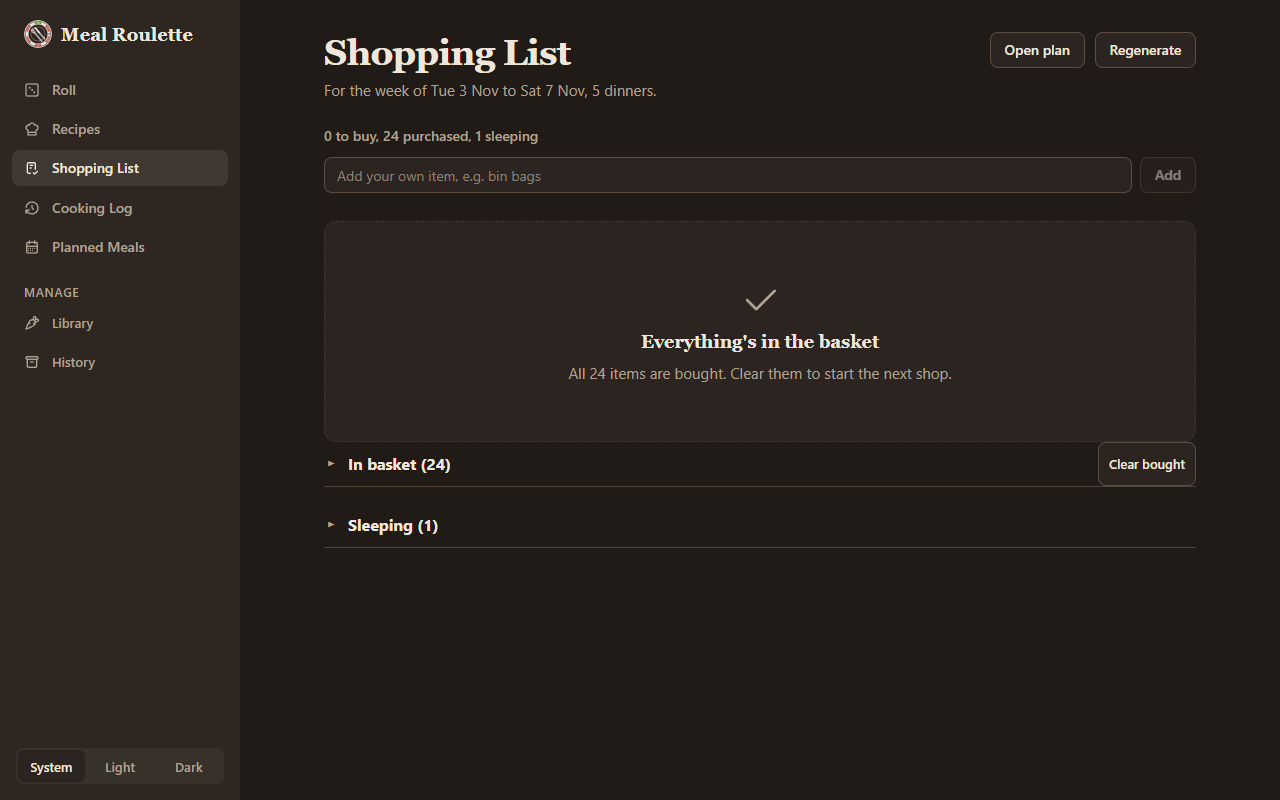 Meal Roulette
Roll
Recipes
Shopping List
Cooking Log
Planned Meals
MANAGE
Library
History
System Light Dark
Shopping List
Open plan Regenerate
For the week of Tue 3 Nov to Sat 7 Nov, 5 dinners.
0 to buy, 24 purchased, 1 sleeping
Add your own item, e.g. bin bags Add
Everything's in the basket
All 24 items are bought. Clear them to start the next shop.
In basket (24) Clear bought
Sleeping (1)